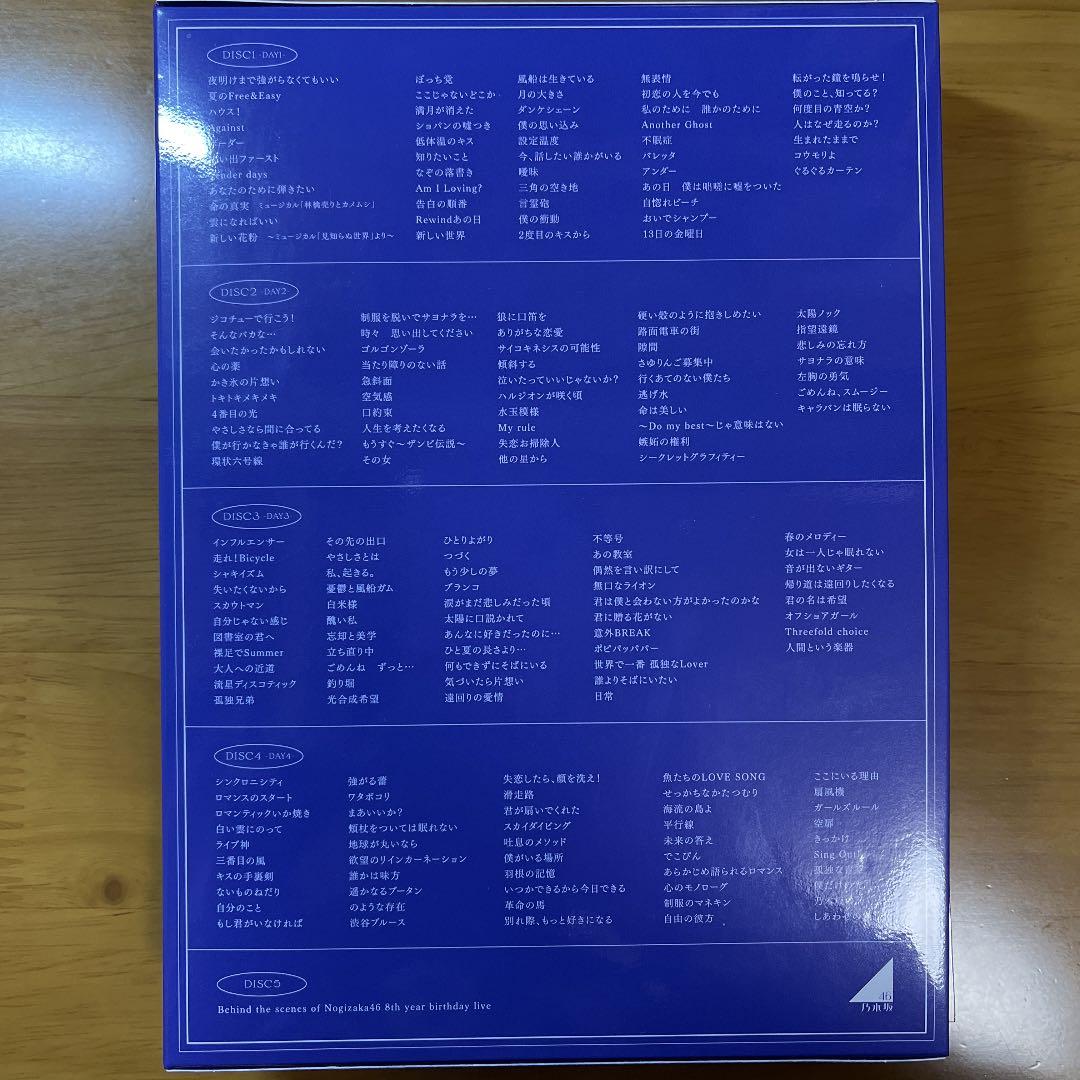 DISC1 -DAY1-
夜明けまで強がらなくてもいい
夏のFree&Easy
ハウス!
Against
ーダー
い出ファースト
ender days
あなたのために弾きたい
命の真実 ミュージカル「林檎売りとカメムシ」
雲になればいい
新しい花粉 ～ミュージカル「見知らぬ世界」より～
ぼっち党
ここじゃないどこか
満月が消えた
ショパンの嘘つき
低体温のキス
知りたいこと
なぞの落書き
Am I Loving?
告白の順番
Rewindあの日
新しい世界
風船は生きている
月の大きさ
ダンケシェーン
僕の思い込み
設定温度
今、話したい誰かがいる
曖昧
三角の空き地
言霊砲
僕の衝動
2度目のキスから
無表情
初恋の人を今でも
私のために 誰かのために
Another Ghost
不眠症
バレッタ
アンダー
あの日 僕は咄嗟に嘘をついた
自惚れビーチ
おいでシャンプー
13日の金曜日
転がった鐘を鳴らせ!
僕のこと、知ってる?
何度目の青空か?
人はなぜ走るのか?
生まれたままで
コウモリよ
ぐるぐるカーテン
DISC2 -DAY2-
ジコチューで行こう!
そんなバカな…
会いたかったかもしれない
心の薬
かき氷の片想い
トキトキメキメキ
4番目の光
やさしさなら間に合ってる
僕が行かなきゃ誰が行くんだ?
環状六号線
制服を脱いでサヨナラを…
時々 思い出してください
ゴルゴンゾーラ
当たり障りのない話
急斜面
空気感
口約束
人生を考えたくなる
もうすぐ～ザンビ伝説～
その女
狼に口笛を
ありがちな恋愛
サイコキネシスの可能性
傾斜する
泣いたっていいじゃないか?
ハルジオンが咲く頃
水玉模様
My rule
失恋お掃除人
他の星から
硬い殻のように抱きしめたい
路面電車の街
隙間
さゆりんご募集中
行くあてのない僕たち
逃げ水
命は美しい
～Do my best～じゃ意味はない
嫉妬の権利
シークレットグラフィティー
太陽ノック
指望遠鏡
悲しみの忘れ方
サヨナラの意味
左胸の勇気
ごめんね、スムージー
キャラバンは眠らない
DISC3 -DAY3-
インフルエンサー
走れ!Bicycle
シャキイズム
失いたくないから
スカウトマン
自分じゃない感じ
図書室の君へ
裸足でSummer
大人への近道
流星ディスコティック
孤独兄弟
その先の出口
やさしさとは
私、起きる。
憂鬱と風船ガム
白米様
醜い私
忘却と美学
立ち直り中
ごめんね ずっと…
釣り堀
光合成希望
ひとりよがり
つづく
もう少しの夢
ブランコ
涙がまだ悲しみだった頃
太陽に口説かれて
あんなに好きだったのに…
ひと夏の長さより…
何もできずにそばにいる
気づいたら片想い
遠回りの愛情
不等号
あの教室
偶然を言い訳にして
無口なライオン
君は僕と会わない方がよかったのかな
君に贈る花がない
意外BREAK
ポピパッパパー
世界で一番 孤独なLover
誰よりそばにいたい
日常
春のメロディー
女は一人じゃ眠れない
音が出ないギター
帰り道は遠回りしたくなる
君の名は希望
オフショアガール
Threefold choice
人間という楽器
DISC4 -DAY4-
シンクロニシティ
ロマンスのスタート
ロマンティックいか焼き
白い雲にのって
ライブ神
三番目の風
キスの手裏剣
ないものねだり
自分のこと
もし君がいなければ
強がる蕾
ワタボコリ
まあいいか?
頬杖をついては眠れない
地球が丸いなら
欲望のリインカーネーション
誰かは味方
遥かなるブータン
のような存在
渋谷ブルース
失恋したら、顔を洗え!
滑走路
君が扇いでくれた
スカイダイビング
吐息のメソッド
僕がいる場所
羽根の記憶
いつかできるから今日できる
革命の馬
別れ際、もっと好きになる
魚たちのLOVE SONG
せっかちなかたつむり
海流の島よ
平行線
未来の答え
でこぴん
あらかじめ語られるロマンス
心のモノローグ
制服のマネキン
自由の彼方
ここにいる理由
扇風機
ガールズルール
空扉
きっかけ
Sing Out!
孤独な
僕だけ
しあわせの
DISC5
Behind the scenes of Nogizaka46 8th year birthday live
46
乃木坂